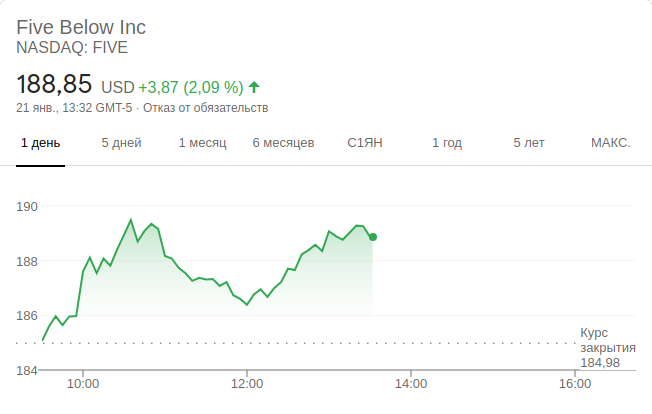 Five Below Inc
NASDAQ: FIVE
188,85 USD +3,87 (2,09 %)
21 янв., 13:32 GMT-5 · Отказ от обязательств
1 день 5 дней 1 месяц 6 месяцев С1ЯН 1 год 5 лет МАКС.
190
188
186
Курс
закрытия
184,98
184
10:00 12:00 14:00 16:00